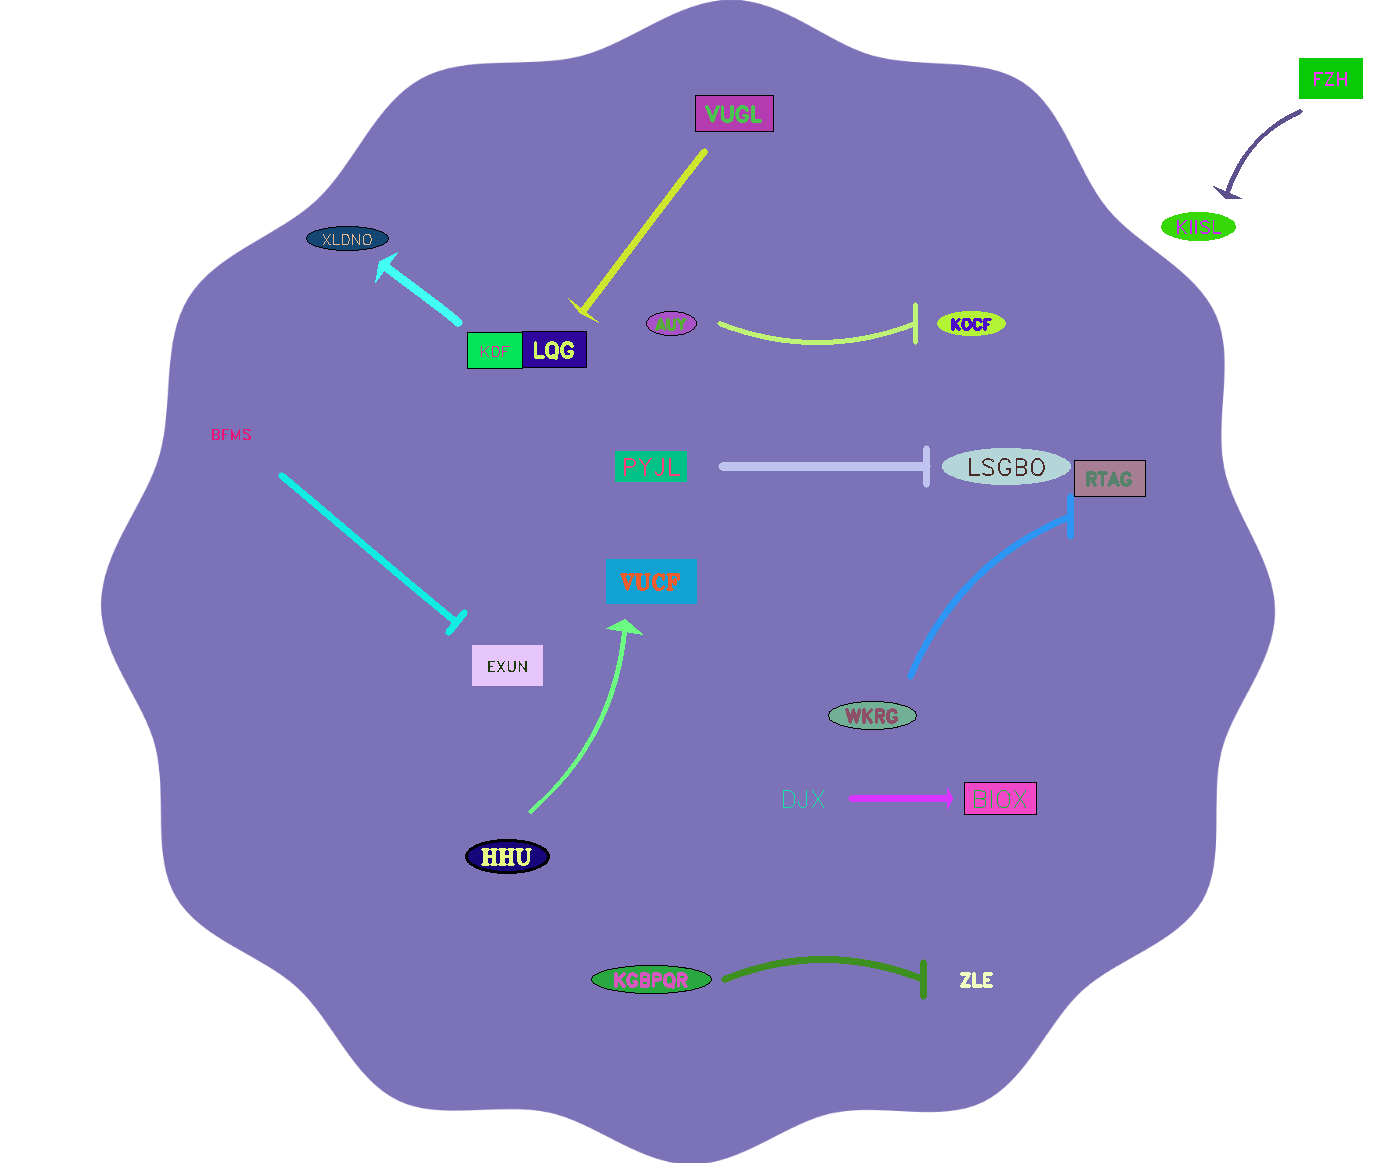 FZH
VUGL
KIISL
XLDNO
AUY
KOCF
KDF
LQG
BFMS
PYJL
LSGBO
RTAG
VUCF
EXUN
WKRG
DJX
BIOX
HHU
KGBPQR
ZLE